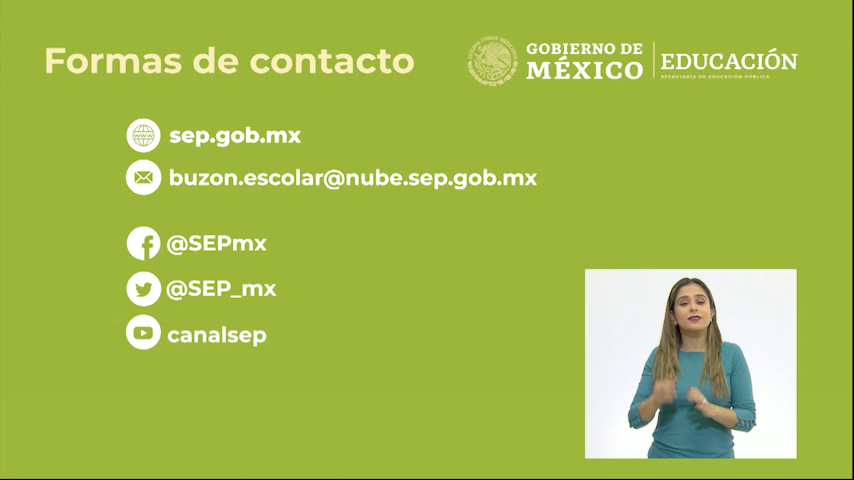 Formas de contacto
GOBIERNO DE
MÉXICO
EDUCACIÓN
SECRETARÍA DE EDUCACIÓN PÚBLICA
www
sep.gob.mx
buzon.escolar@nube.sep.gob.mx
@SEPmx
@SEP_mx
canalsep